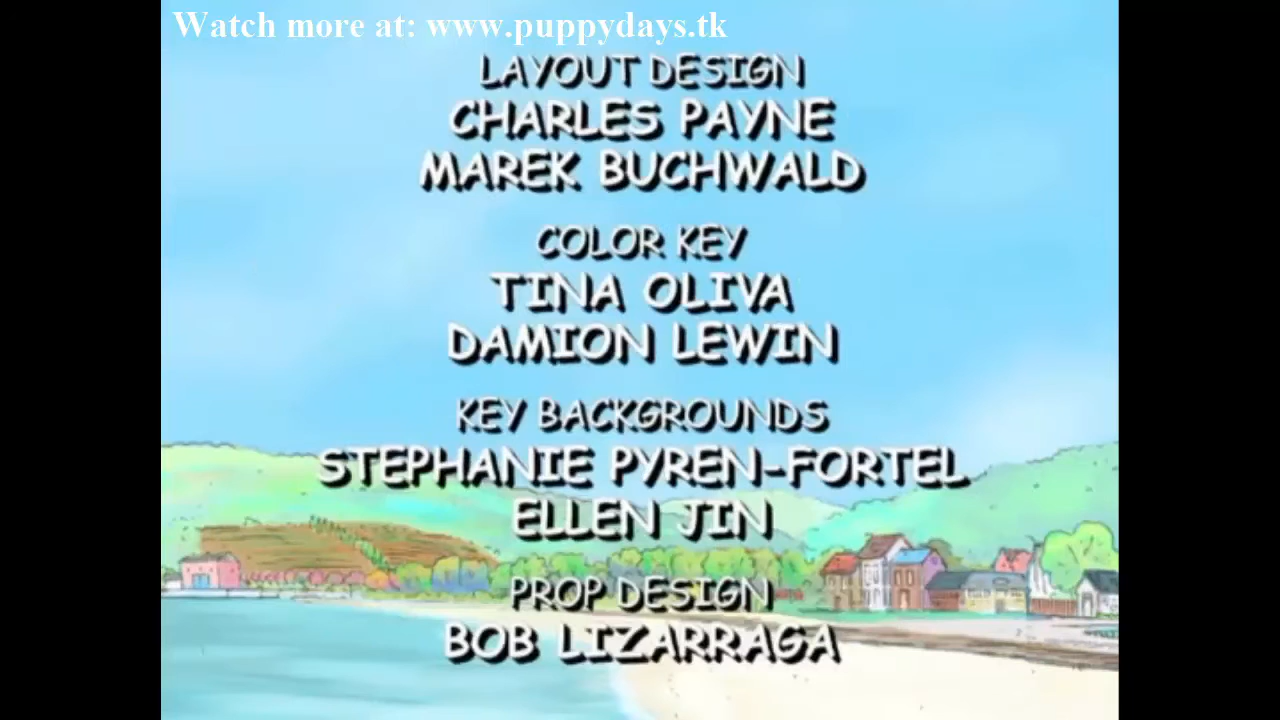 Watch more at: www.puppydays.tk
LAYOUT DESIGN
CHARLES PAYNE
MAREK BUCHWALD
COLOR KEY
TINA OLIVA
DAMION LEWIN
KEY BACKGROUNDS
STEPHANIE PYREN-FORTEL
ELLEN JIN
PROP DESIGN
BOB LIZARRAGA